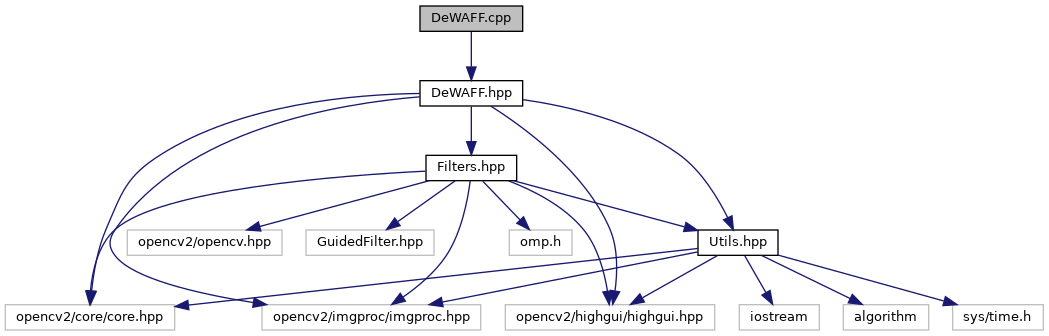 DeWAFF.cpp
DeWAFF.hpp
Filters.hpp
opencv2/opencv.hpp
GuidedFilter.hpp
omp.h
Utils.hpp
opencv2/core/core.hpp
opencv2/imgproc/imgproc.hpp
opencv2/highgui/highgui.hpp
iostream
algorithm
sys/time.h